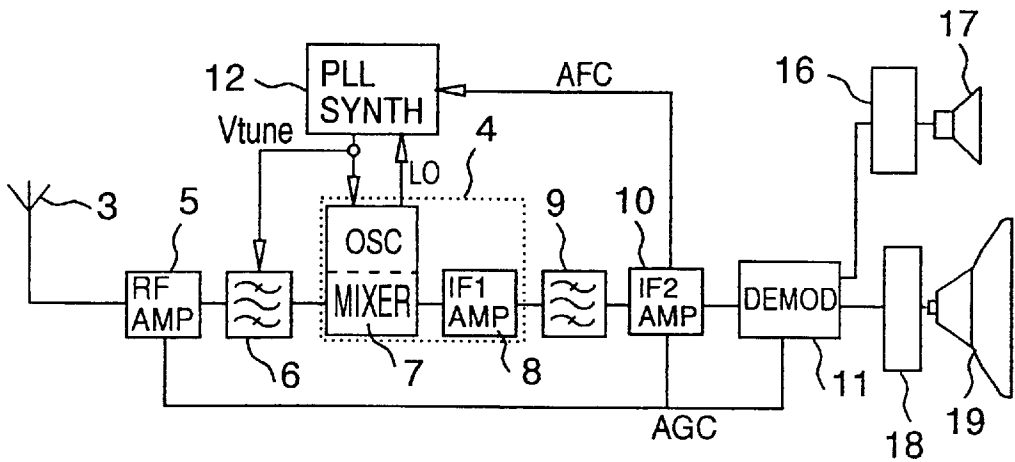 17
16
12
PLL
SYNTH
AFC
Vtune
4
LO
3
5
9
10
OSC
RF
AMP
MIXER
IF1
AMP
IF2
AMP
DEMOD
6
7
8
11
AGC
18
19